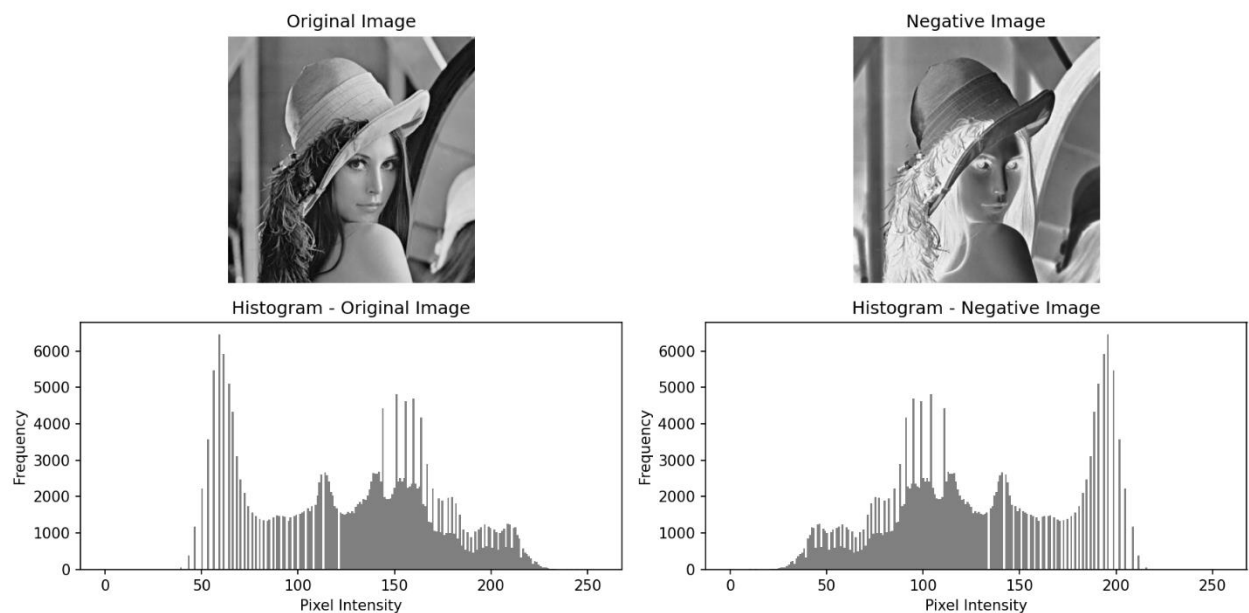 Original Image
Negative Image
Histogram - Original Image
Histogram - Negative Image
6000
5000
4000
3000
2000
1000
0
Frequency
0 50 100 150 200 250
Pixel Intensity
6000
5000
4000
3000
2000
1000
0
Frequency
0 50 100 150 200 250
Pixel Intensity